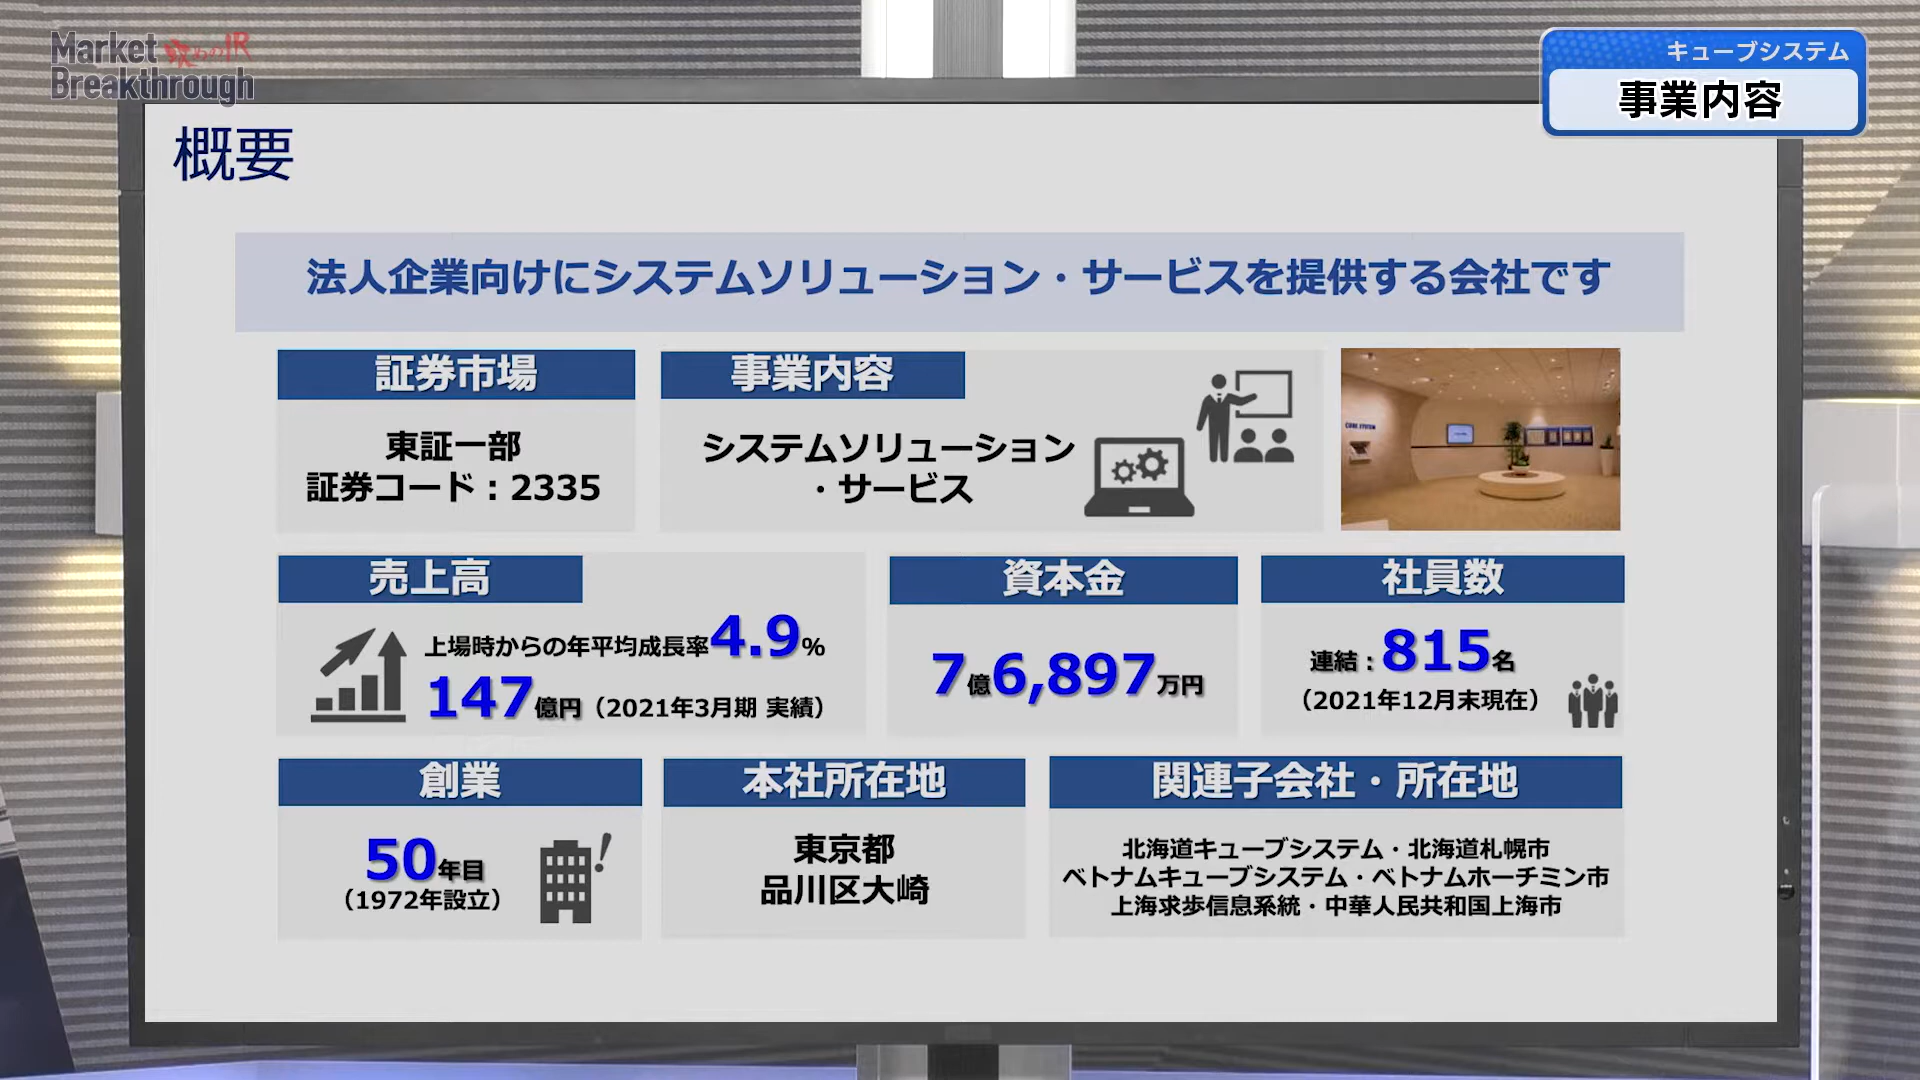 Market 攻めのIR
Breakthrough
キューブシステム
事業内容
概要
法人企業向けにシステムソリューション・サービスを提供する会社です
証券市場
東証一部
証券コード：2335
事業内容
システムソリューション
・サービス
CUBE SYSTEM
売上高
上場時からの年平均成長率4.9%
147億円（2021年3月期 実績）
資本金
7億6,897万円
社員数
連結：815名
（2021年12月末現在）
創業
50年目
（1972年設立）
本社所在地
東京都
品川区大崎
関連子会社・所在地
北海道キューブシステム・北海道札幌市
ベトナムキューブシステム・ベトナムホーチミン市
上海求歩信息系統・中華人民共和国上海市